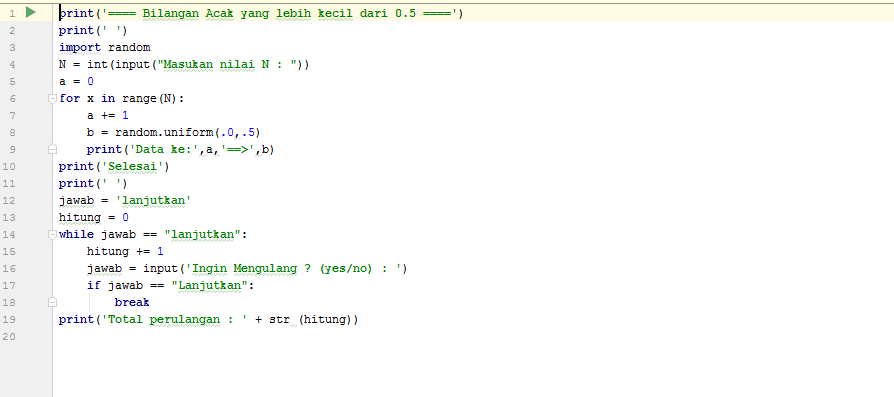 1 print('==== Bilangan Acak yang lebih kecil dari 0.5 ====')
2 print(' ')
3 import random
4 N = int(input("Masukan nilai N : "))
5 a = 0
6 for x in range(N):
7     a += 1
8     b = random.uniform(.0,.5)
9     print('Data ke:',a,'==>',b)
10 print('Selesai')
11 print(' ')
12 jawab = 'lanjutkan'
13 hitung = 0
14 while jawab == "lanjutkan":
15     hitung += 1
16     jawab = input('Ingin Mengulang ? (yes/no) : ')
17     if jawab == "Lanjutkan":
18         break
19 print('Total perulangan : ' + str (hitung))
20